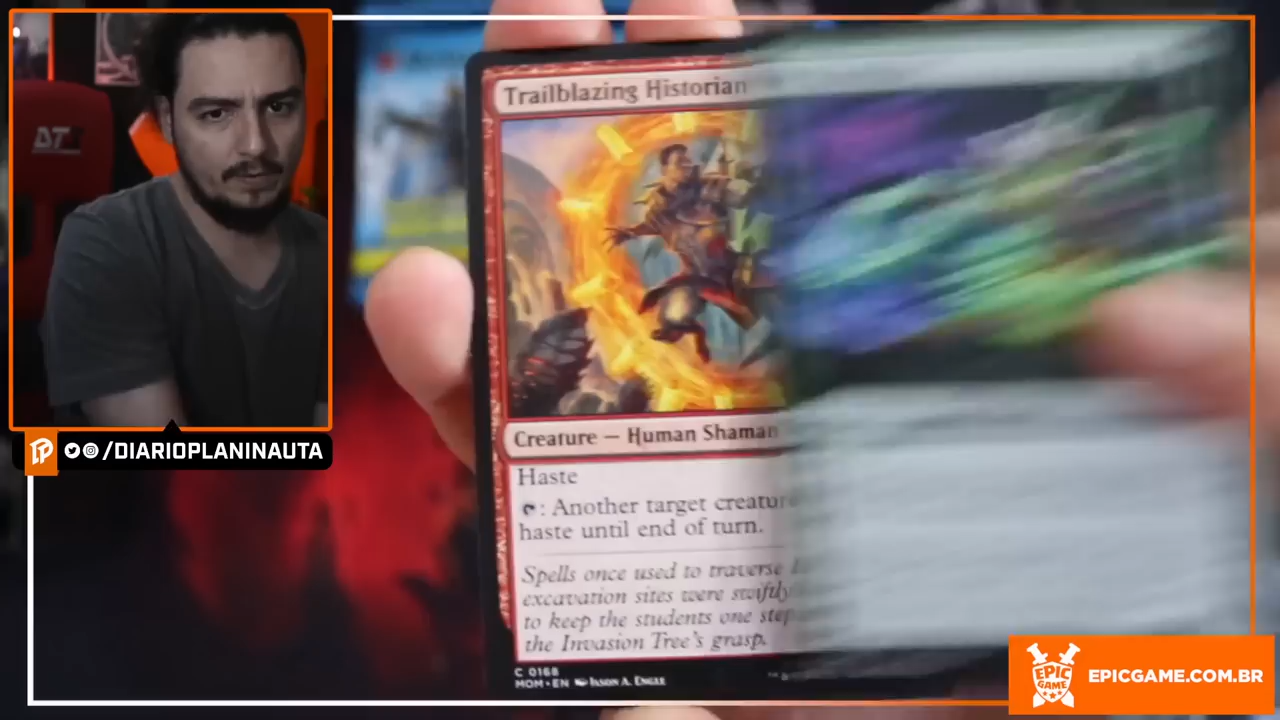 DT
Trailblazing Historian
Creature — Human Shaman
Haste
: Another target creature
haste until end of turn.
Spells once used to traverse
excavation sites were swiftly
to keep the students one step
the Invasion Tree's grasp.
C 0168
MOM • EN JASON A. ENGLE
/DIARIOPLANINAUTA
EPIC
GAME
EPICGAME.COM.BR